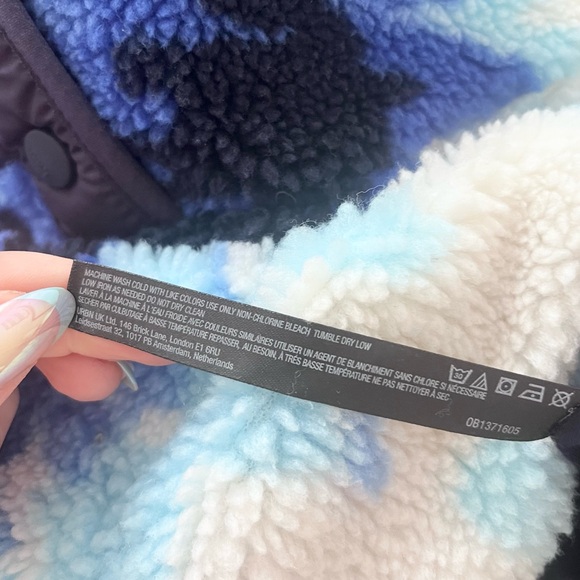 MACHINE WASH COLD WITH LIKE COLORS USE ONLY NON-CHLORINE BLEACH TUMBLE DRY LOW
LOW IRON AS NEEDED DO NOT DRY CLEAN
LAVER À LA MACHINE À L'EAU FROIDE AVEC COULEURS SIMILAIRES UTILISER UN AGENT DE BLANCHIMENT SANS CHLORE SI NÉCESSAIRE
SÉCHER PAR CULBUTAGE À BASSE TEMPÉRATURE REPASSER, AU BESOIN, À TRÈS BASSE TEMPÉRATURE NE PAS NETTOYER À SEC
URBN UK Ltd. 146 Brick Lane, London E1 6RU
Leidsestraat 32, 1017 PB Amsterdam, Netherlands
30
OB1371605